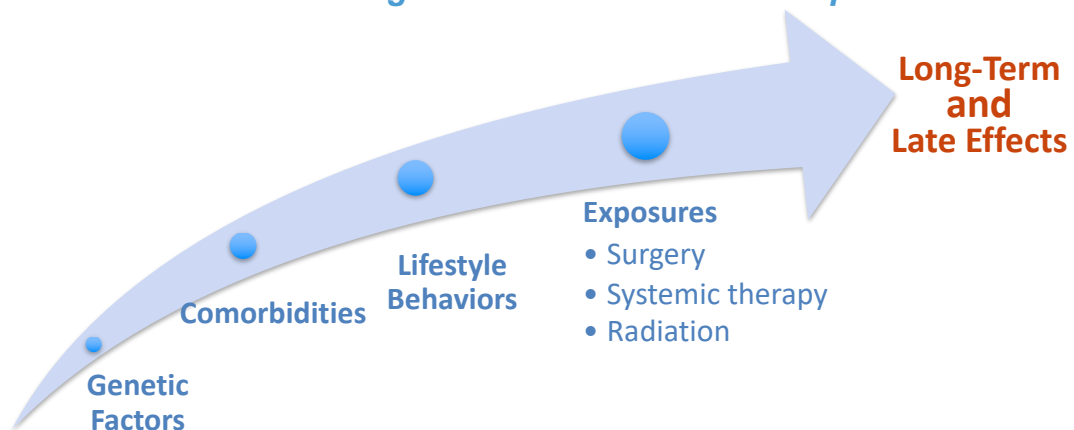 Long-Term
and
Late Effects
Exposures
• Surgery
• Systemic therapy
• Radiation
Lifestyle
Behaviors
Comorbidities
Genetic
Factors